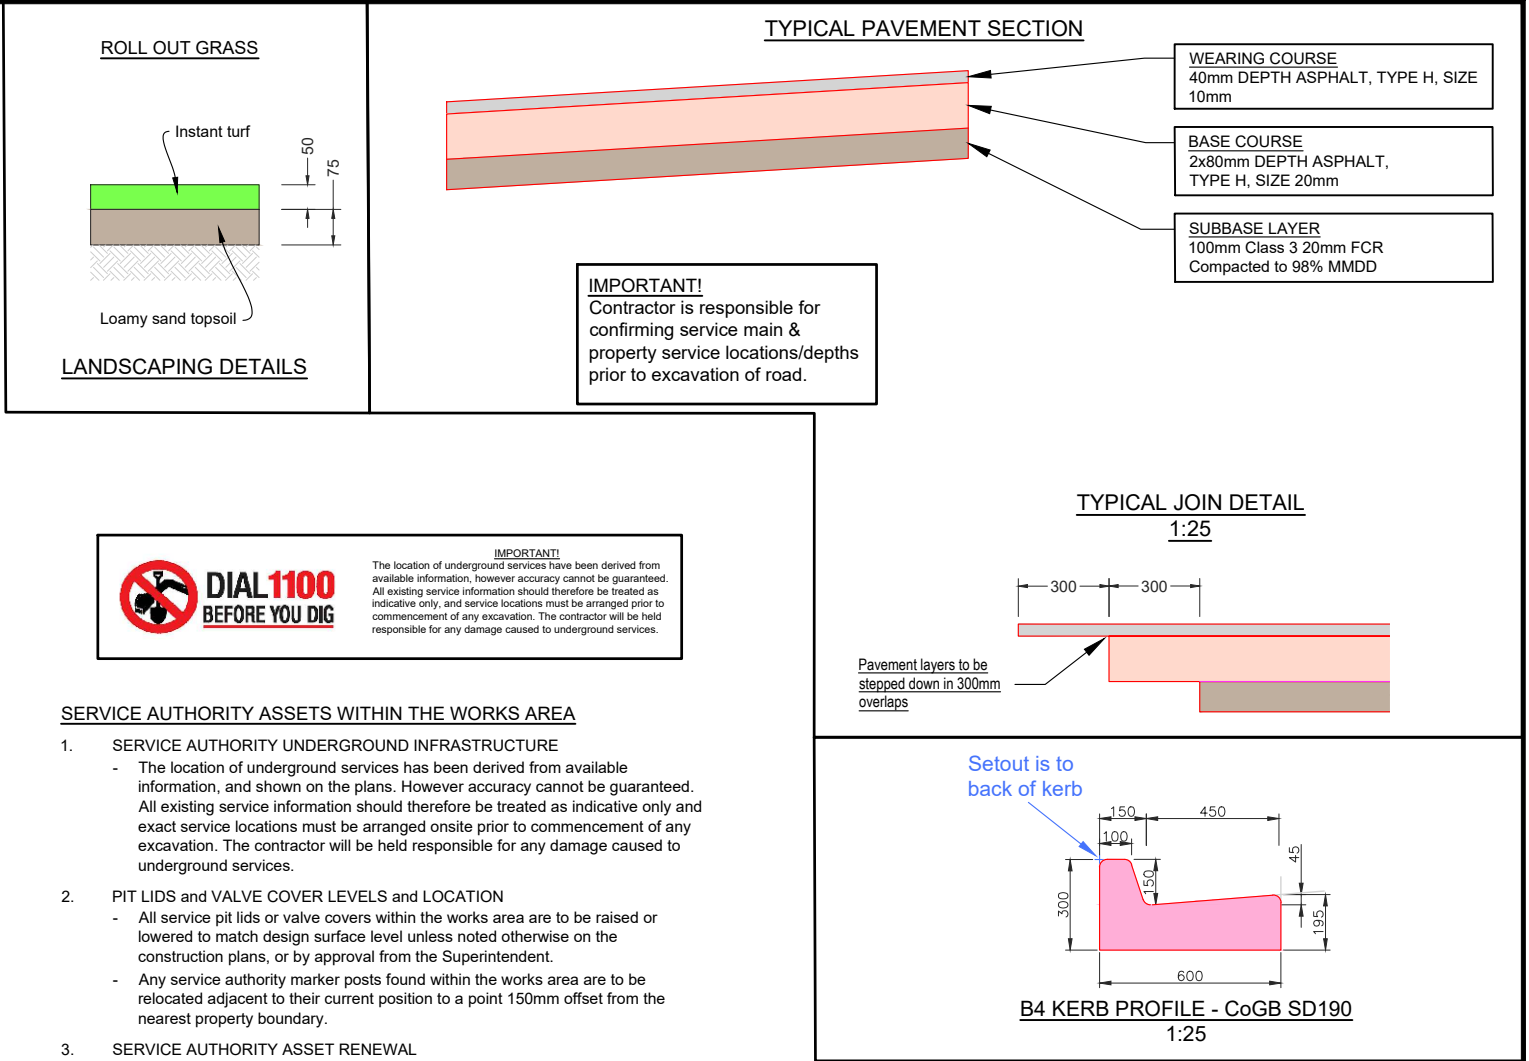 ROLL OUT GRASS
Instant turf
50
75
Loamy sand topsoil
LANDSCAPING DETAILS
TYPICAL PAVEMENT SECTION
WEARING COURSE
40mm DEPTH ASPHALT, TYPE H, SIZE
10mm
BASE COURSE
2x80mm DEPTH ASPHALT,
TYPE H, SIZE 20mm
SUBBASE LAYER
100mm Class 3 20mm FCR
Compacted to 98% MMDD
IMPORTANT!
Contractor is responsible for
confirming service main &
property service locations/depths
prior to excavation of road.
DIAL1100
BEFORE YOU DIG
IMPORTANT!
The location of underground services have been derived from
available information, however accuracy cannot be guaranteed.
All existing service information should therefore be treated as
indicative only, and service locations must be arranged prior to
commencement of any excavation. The contractor will be held
responsible for any damage caused to underground services.
SERVICE AUTHORITY ASSETS WITHIN THE WORKS AREA
1. SERVICE AUTHORITY UNDERGROUND INFRASTRUCTURE
- The location of underground services has been derived from available
information, and shown on the plans. However accuracy cannot be guaranteed.
All existing service information should therefore be treated as indicative only and
exact service locations must be arranged onsite prior to commencement of any
excavation. The contractor will be held responsible for any damage caused to
underground services.
2. PIT LIDS and VALVE COVER LEVELS and LOCATION
- All service pit lids or valve covers within the works area are to be raised or
lowered to match design surface level unless noted otherwise on the
construction plans, or by approval from the Superintendent.
- Any service authority marker posts found within the works area are to be
relocated adjacent to their current position to a point 150mm offset from the
nearest property boundary.
3. SERVICE AUTHORITY ASSET RENEWAL
TYPICAL JOIN DETAIL
1:25
300 300
Pavement layers to be
stepped down in 300mm
overlaps
Setout is to
back of kerb
150 450
100
45
150
300
195
600
B4 KERB PROFILE - CoGB SD190
1:25